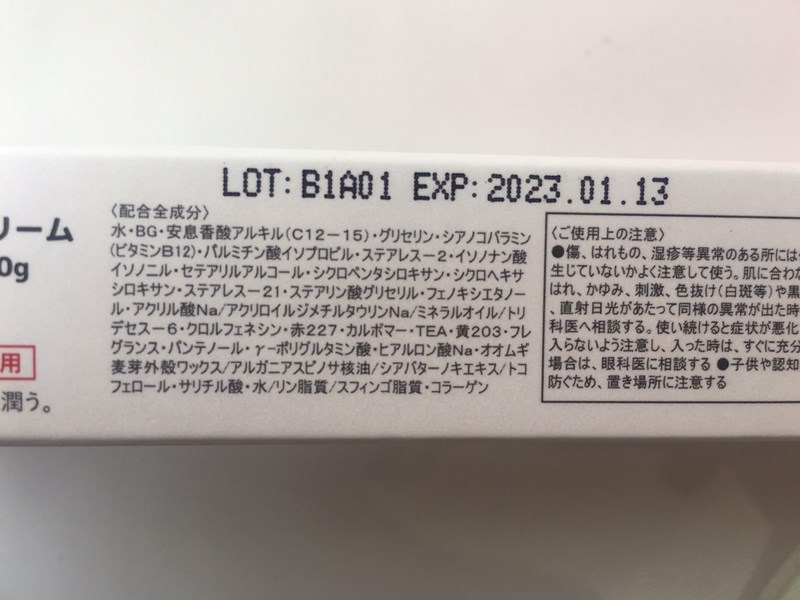 LOT: B1A01 EXP: 2023.01.13
リーム
0g
用
潤う。
〈配合全成分〉
水・BG・安息香酸アルキル(C12－15)・グリセリン・シアノコバラミン
(ビタミンB12)・パルミチン酸イソプロピル・ステアレス－2・イソノナン酸
イソノニル・セテアリルアルコール・シクロペンタシロキサン・シクロヘキサ
シロキサン・ステアレス－21・ステアリン酸グリセリル・フェノキシエタノー
ル・アクリル酸Na/アクリロイルジメチルタウリンNa/ミネラルオイル/トリ
デセス－6・クロルフェネシン・赤227・カルボマー・TEA・黄203・フレ
グランス・パンテノール・γ－ポリグルタミン酸・ヒアルロン酸Na・オオムギ
麦芽外殻ワックス/アルガニアスピノサ核油/シアバターノキエキス/トコ
フェロール・サリチル酸・水/リン脂質/スフィンゴ脂質・コラーゲン
〈ご使用上の注意〉
●傷、はれもの、湿疹等異常のある所には
生じていないかよく注意して使う。肌に合わ
はれ、かゆみ、刺激、色抜け(白斑等)や黒
、直射日光があたって同様の異常が出た時
科医へ相談する。使い続けると症状が悪化
入らないよう注意し、入った時は、すぐに充分
場合は、眼科医に相談する ●子供や認知
防ぐため、置き場所に注意する